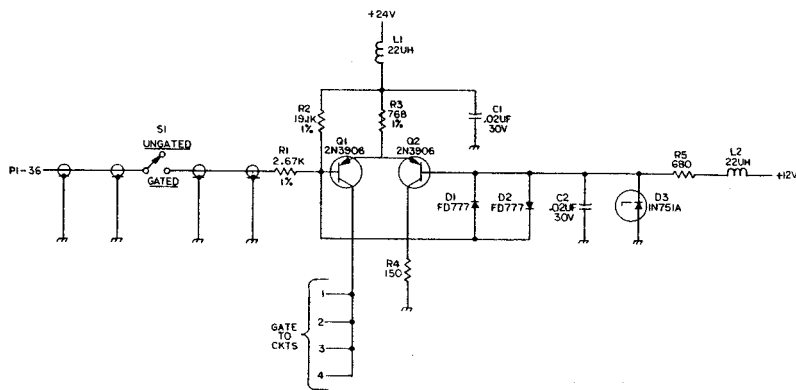 +24V
L1
22UH
R2
19.1K
1%
R3
768
1%
C1
.02UF
30V
S1
UNGATED
GATED
P1-36
R1
2.67K
1%
Q1
2N3906
Q2
2N3906
R5
680
L2
22UH
+12V
D1
FD777
D2
FD777
C2
.02UF
30V
D3
1N751A
R4
150
GATE
TO
CKTS
1
2
3
4